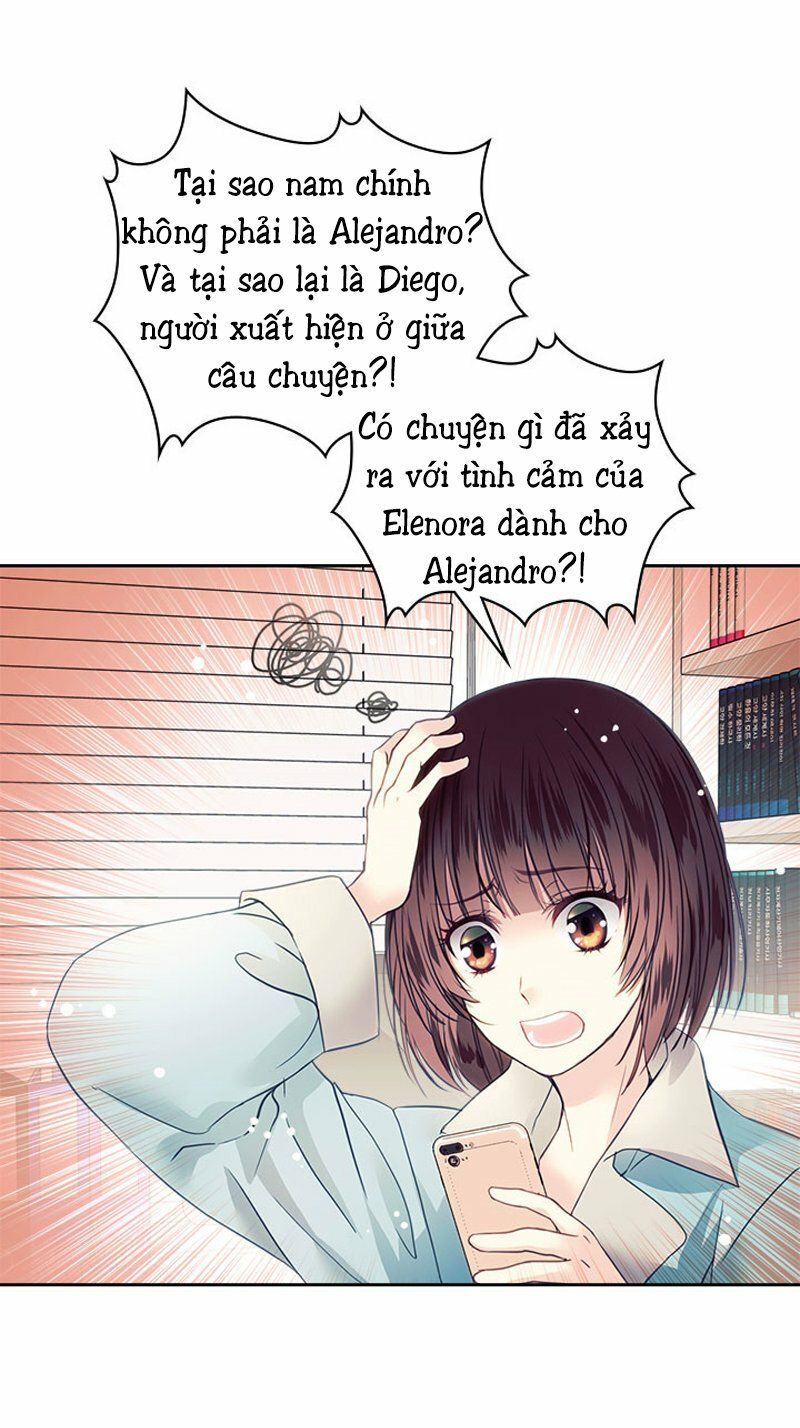 Tại sao nam chính
không phải là Alejandro?
Và tại sao lại là Diego,
người xuất hiện ở giữa
câu chuyện?!
Có chuyện gì đã xảy
ra với tình cảm của
Elenora dành cho
Alejandro?!